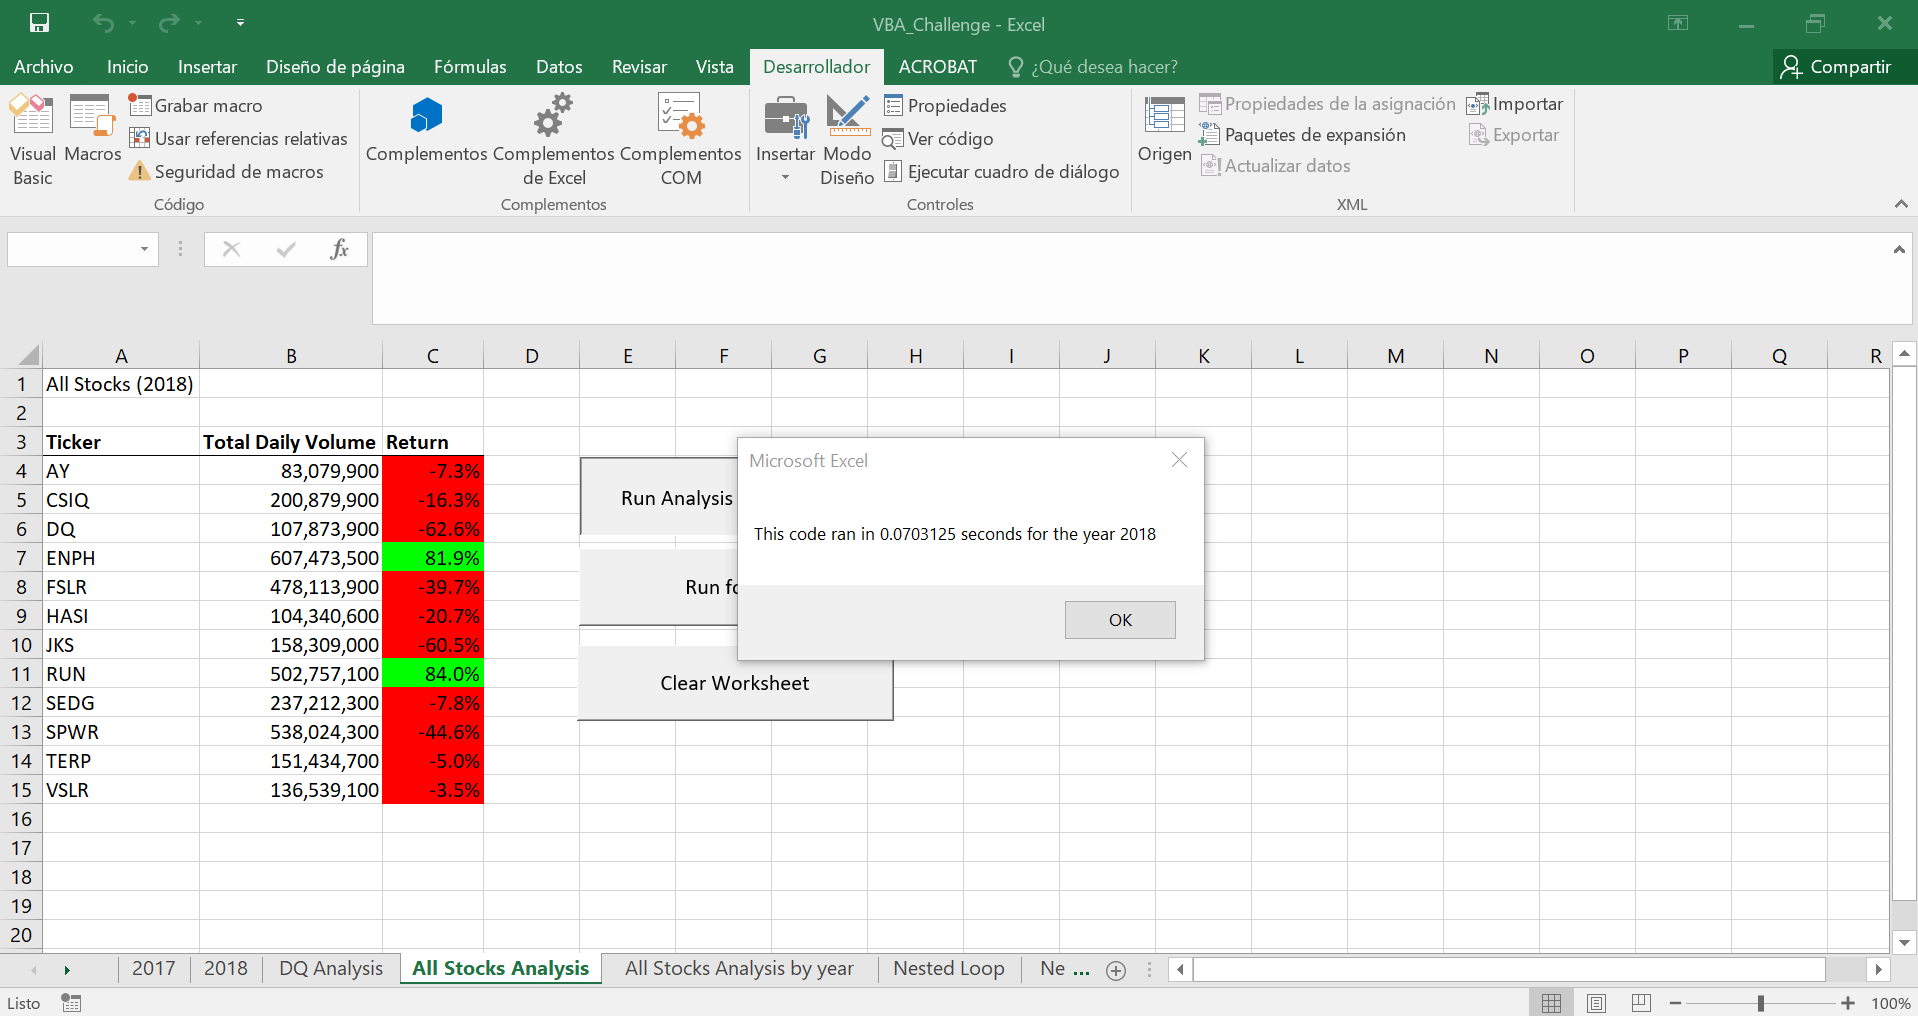 VBA_Challenge - Excel
Archivo Inicio Insertar Diseño de página Fórmulas Datos Revisar Vista Desarrollador ACROBAT ¿Qué desea hacer? Compartir
Visual Basic
Macros
Grabar macro
Usar referencias relativas
Seguridad de macros
Código
Complementos
Complementos de Excel
Complementos COM
Complementos
Insertar
Modo Diseño
Propiedades
Ver código
Ejecutar cuadro de diálogo
Controles
Origen
Propiedades de la asignación
Paquetes de expansión
Actualizar datos
Importar
Exportar
XML
fx
A B C D E F G H I J K L M N O P Q R
1 All Stocks (2018)
2
3 Ticker Total Daily Volume Return
4 AY 83,079,900 -7.3%
5 CSIQ 200,879,900 -16.3%
6 DQ 107,873,900 -62.6%
7 ENPH 607,473,500 81.9%
8 FSLR 478,113,900 -39.7%
9 HASI 104,340,600 -20.7%
10 JKS 158,309,000 -60.5%
11 RUN 502,757,100 84.0%
12 SEDG 237,212,300 -7.8%
13 SPWR 538,024,300 -44.6%
14 TERP 151,434,700 -5.0%
15 VSLR 136,539,100 -3.5%
16
17
18
19
20
Run Analysis
Run fo
Clear Worksheet
Microsoft Excel
This code ran in 0.0703125 seconds for the year 2018
OK
2017 2018 DQ Analysis All Stocks Analysis All Stocks Analysis by year Nested Loop Ne ...
Listo 100%